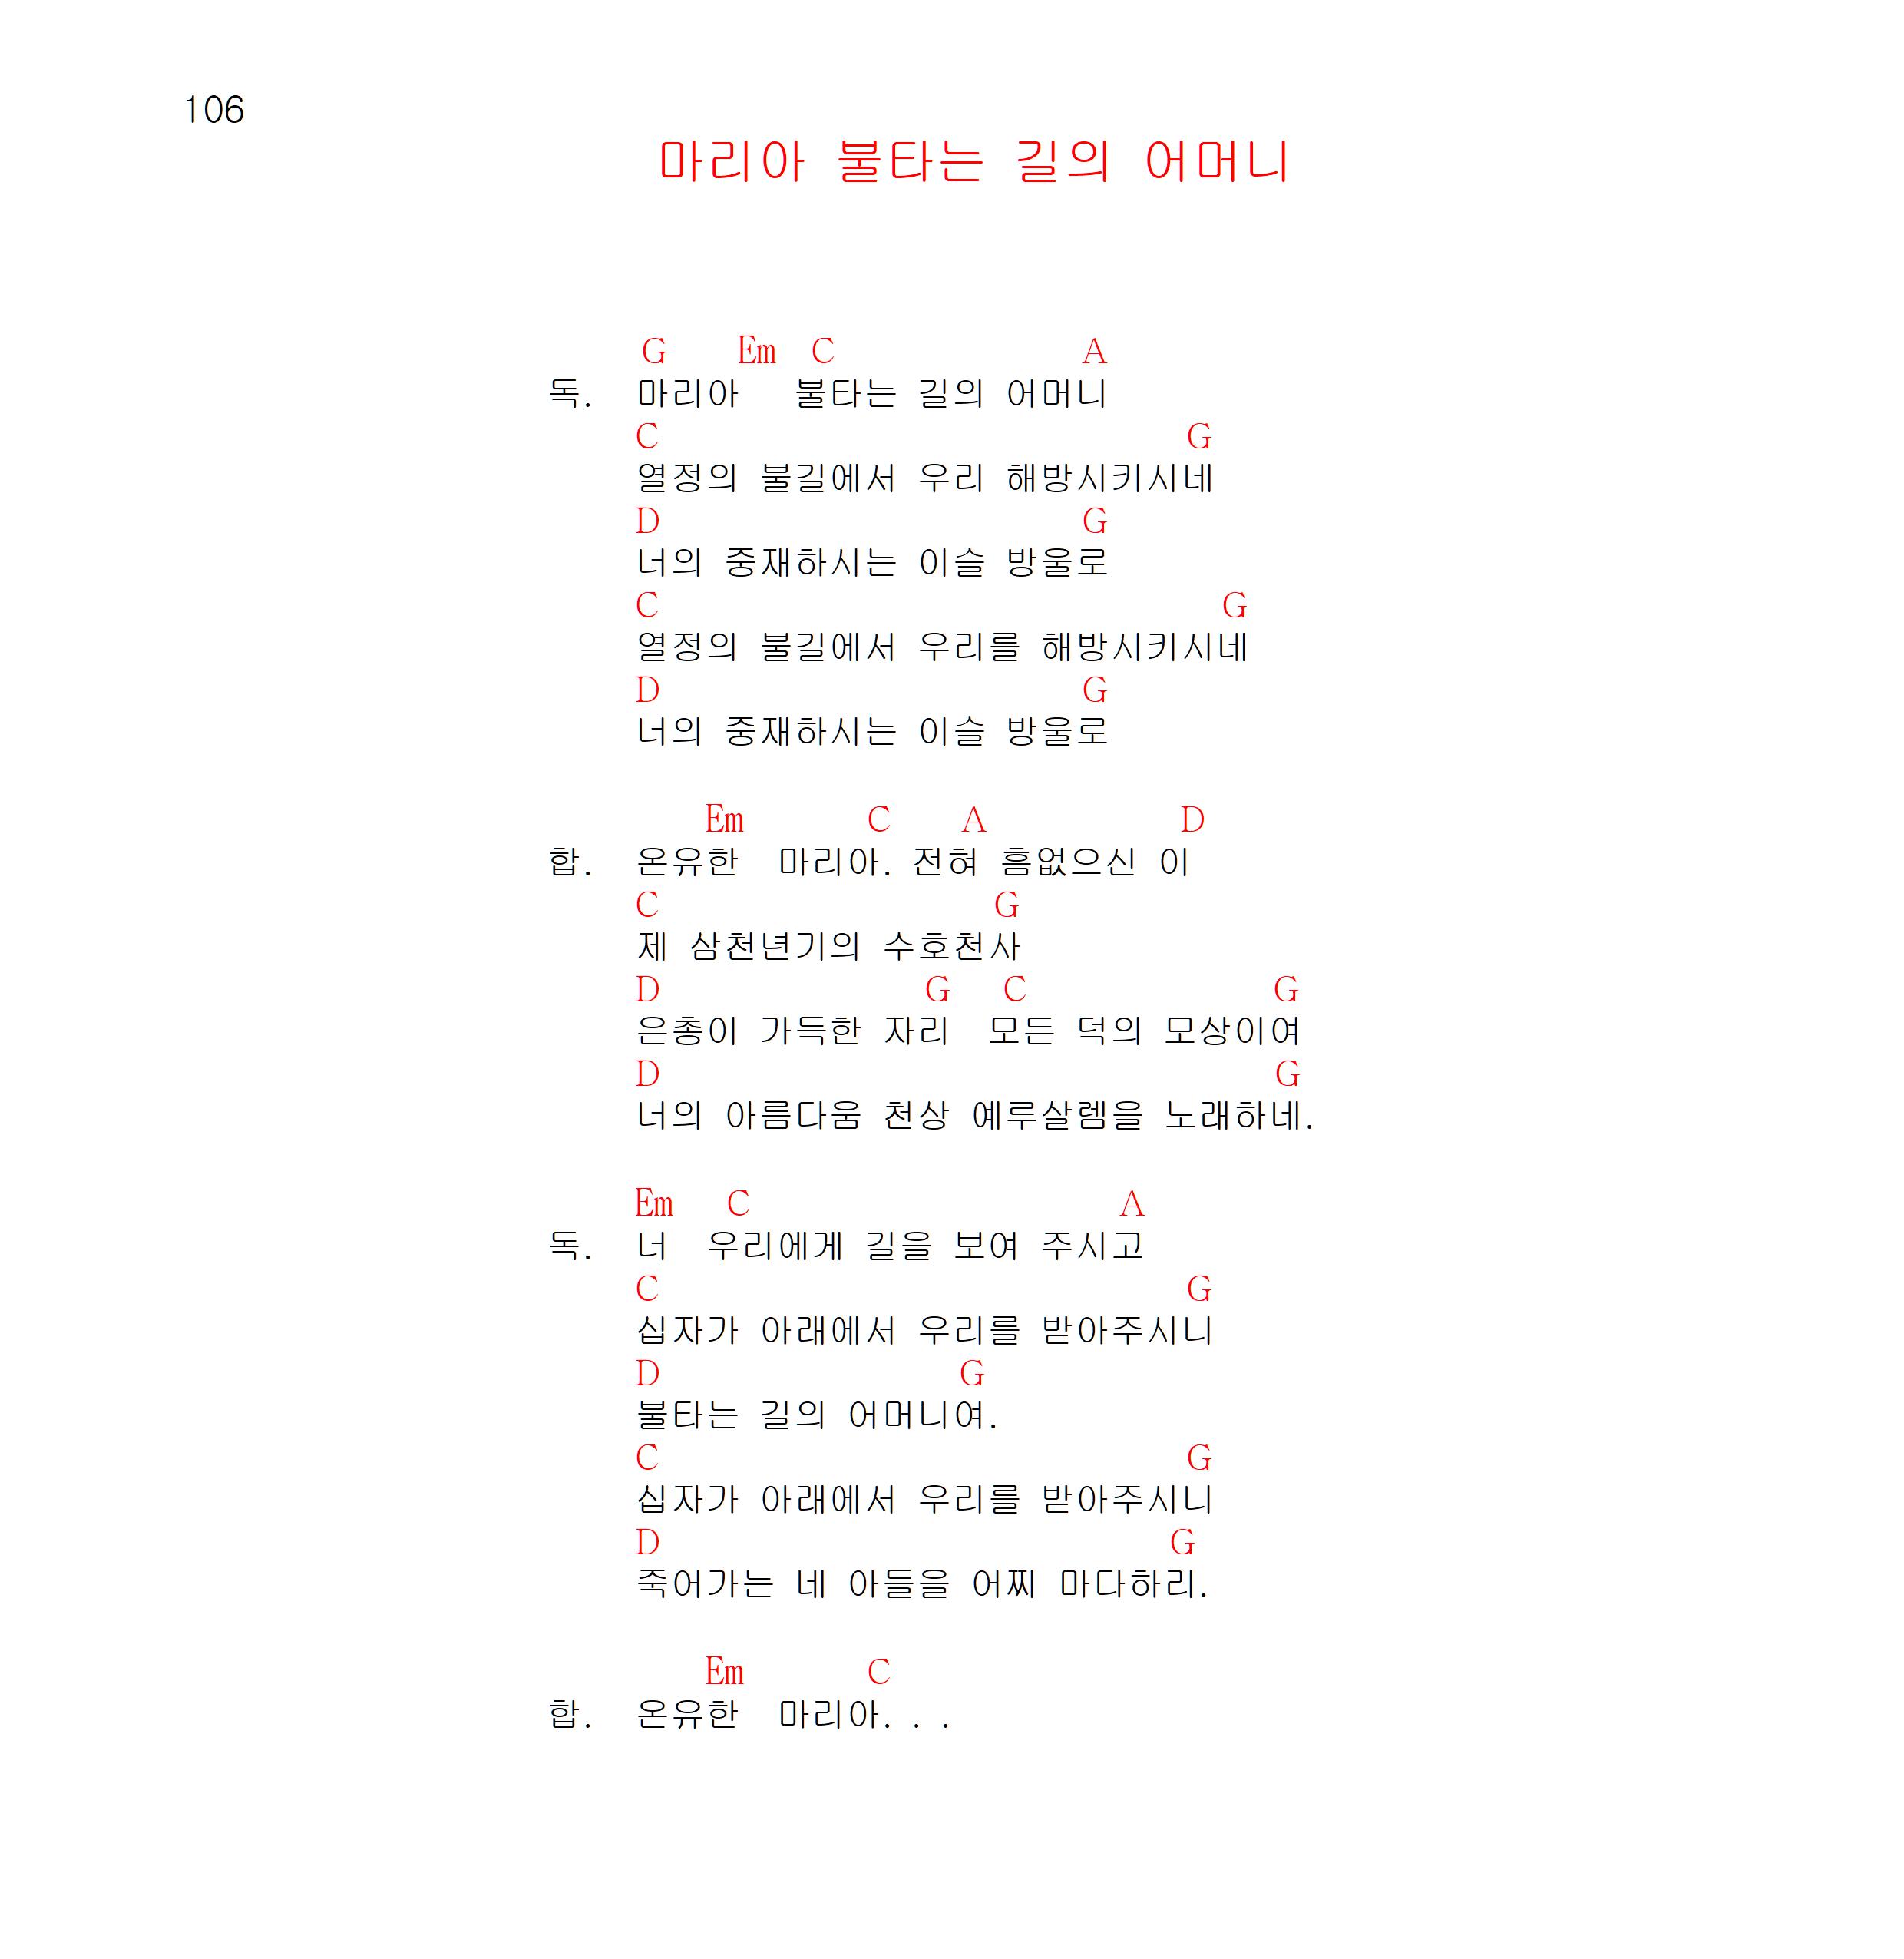 106
마리아 불타는 길의 어머니
G Em C A
독. 마리아 불타는 길의 어머니
C G
열정의 불길에서 우리 해방시키시네
D G
너의 중재하시는 이슬 방울로
C G
열정의 불길에서 우리를 해방시키시네
D G
너의 중재하시는 이슬 방울로
Em C A D
합. 온유한 마리아. 전혀 흠없으신 이
C G
제 삼천년기의 수호천사
D G C G
은총이 가득한 자리 모든 덕의 모상이여
D G
너의 아름다움 천상 예루살렘을 노래하네.
Em C A
독. 너 우리에게 길을 보여 주시고
C G
십자가 아래에서 우리를 받아주시니
D G
불타는 길의 어머니여.
C G
십자가 아래에서 우리를 받아주시니
D G
죽어가는 네 아들을 어찌 마다하리.
Em C
합. 온유한 마리아. . .